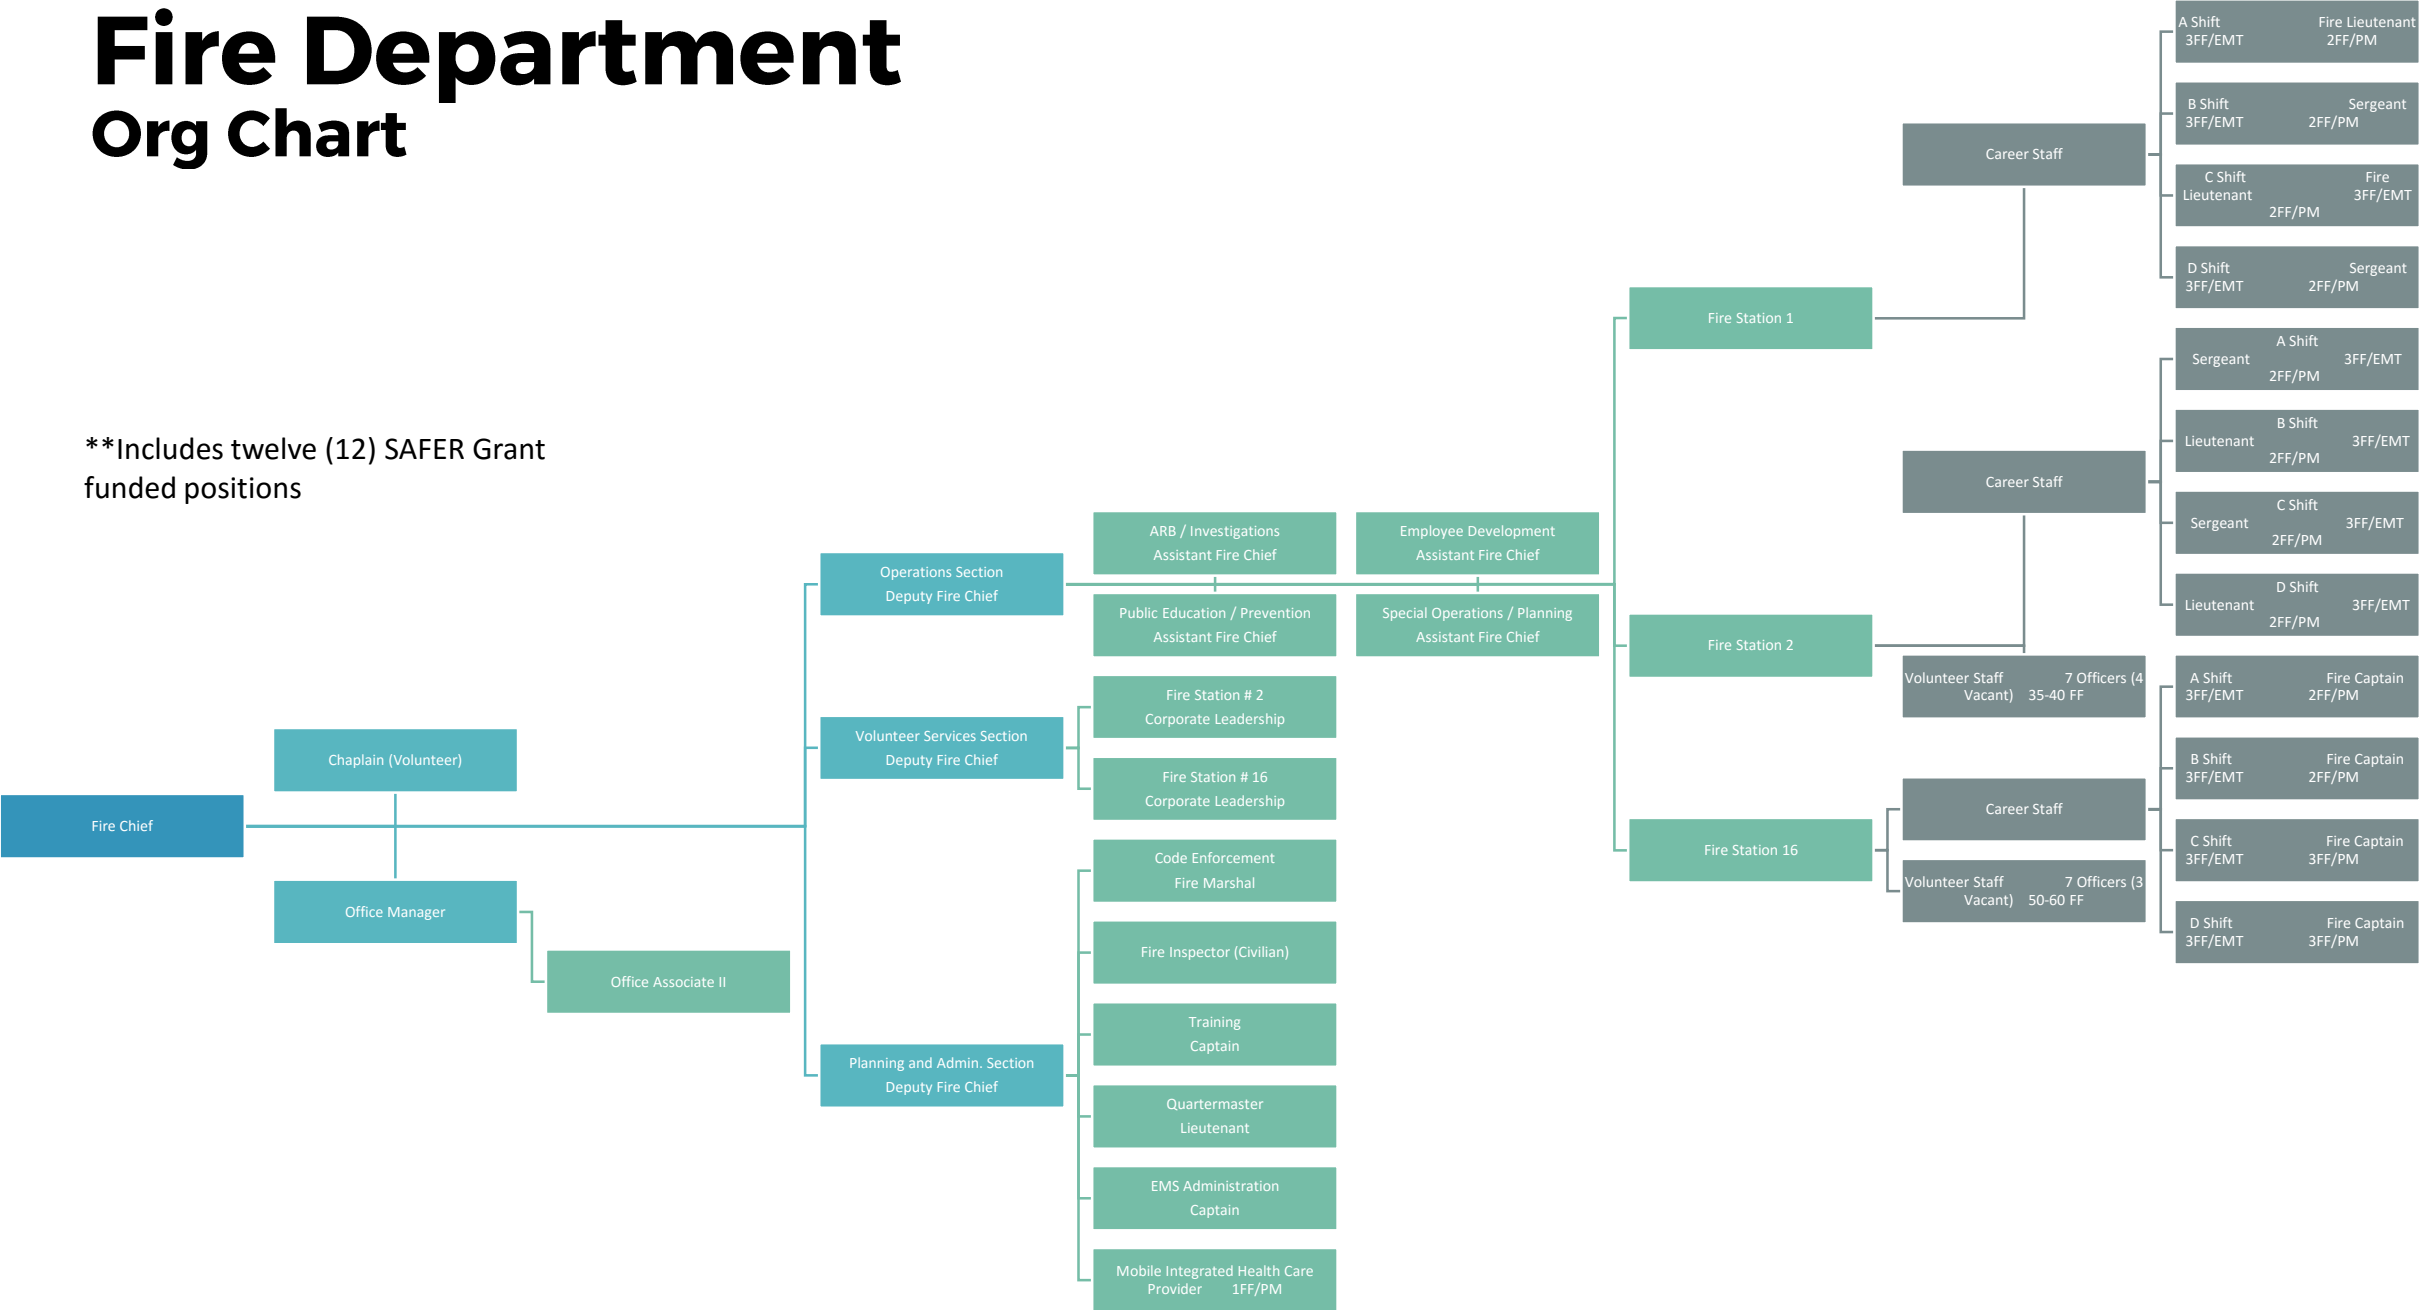 Fire Department
Org Chart
**Includes twelve (12) SAFER Grant
funded positions
Fire Chief
Chaplain (Volunteer)
Office Manager
Office Associate II
Operations Section
Deputy Fire Chief
ARB / Investigations
Assistant Fire Chief
Employee Development
Assistant Fire Chief
Public Education / Prevention
Assistant Fire Chief
Special Operations / Planning
Assistant Fire Chief
Fire Station 1
Career Staff
A Shift Fire Lieutenant
3FF/EMT 2FF/PM
B Shift Sergeant
3FF/EMT 2FF/PM
C Shift Fire
Lieutenant 3FF/EMT
2FF/PM
D Shift Sergeant
3FF/EMT 2FF/PM
Fire Station 2
Career Staff
A Shift
Sergeant 3FF/EMT
2FF/PM
B Shift
Lieutenant 3FF/EMT
2FF/PM
C Shift
Sergeant 3FF/EMT
2FF/PM
D Shift
Lieutenant 3FF/EMT
2FF/PM
Volunteer Staff 7 Officers (4
Vacant) 35-40 FF
Fire Station 16
Career Staff
A Shift Fire Captain
3FF/EMT 2FF/PM
B Shift Fire Captain
3FF/EMT 2FF/PM
C Shift Fire Captain
3FF/EMT 3FF/PM
D Shift Fire Captain
3FF/EMT 3FF/PM
Volunteer Staff 7 Officers (3
Vacant) 50-60 FF
Volunteer Services Section
Deputy Fire Chief
Fire Station # 2
Corporate Leadership
Fire Station # 16
Corporate Leadership
Planning and Admin. Section
Deputy Fire Chief
Code Enforcement
Fire Marshal
Fire Inspector (Civilian)
Training
Captain
Quartermaster
Lieutenant
EMS Administration
Captain
Mobile Integrated Health Care
Provider 1FF/PM